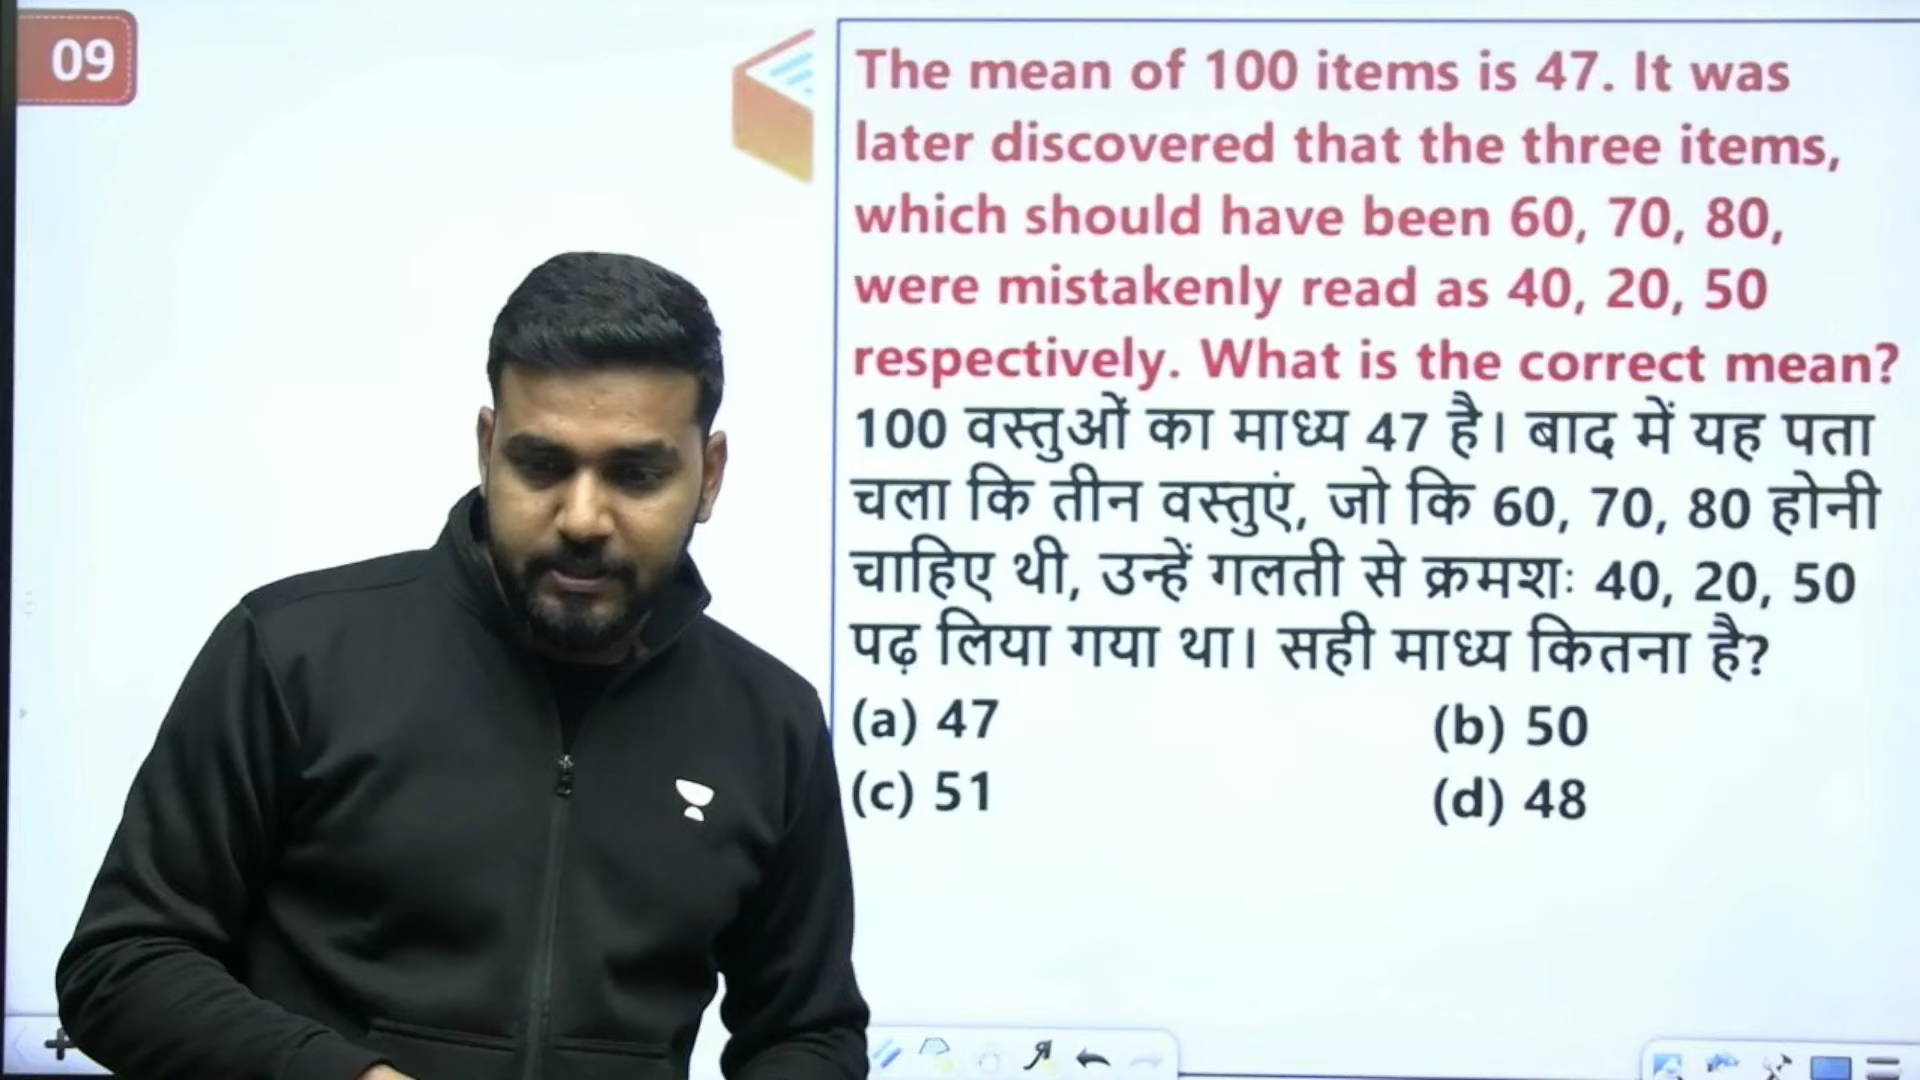 09
The mean of 100 items is 47. It was
later discovered that the three items,
which should have been 60, 70, 80,
were mistakenly read as 40, 20, 50
respectively. What is the correct mean?
100 वस्तुओं का माध्य 47 है। बाद में यह पता
चला कि तीन वस्तुएं, जो कि 60, 70, 80 होनी
चाहिए थी, उन्हें गलती से क्रमशः 40, 20, 50
पढ़ लिया गया था। सही माध्य कितना है?
(a) 47 (b) 50
(c) 51 (d) 48